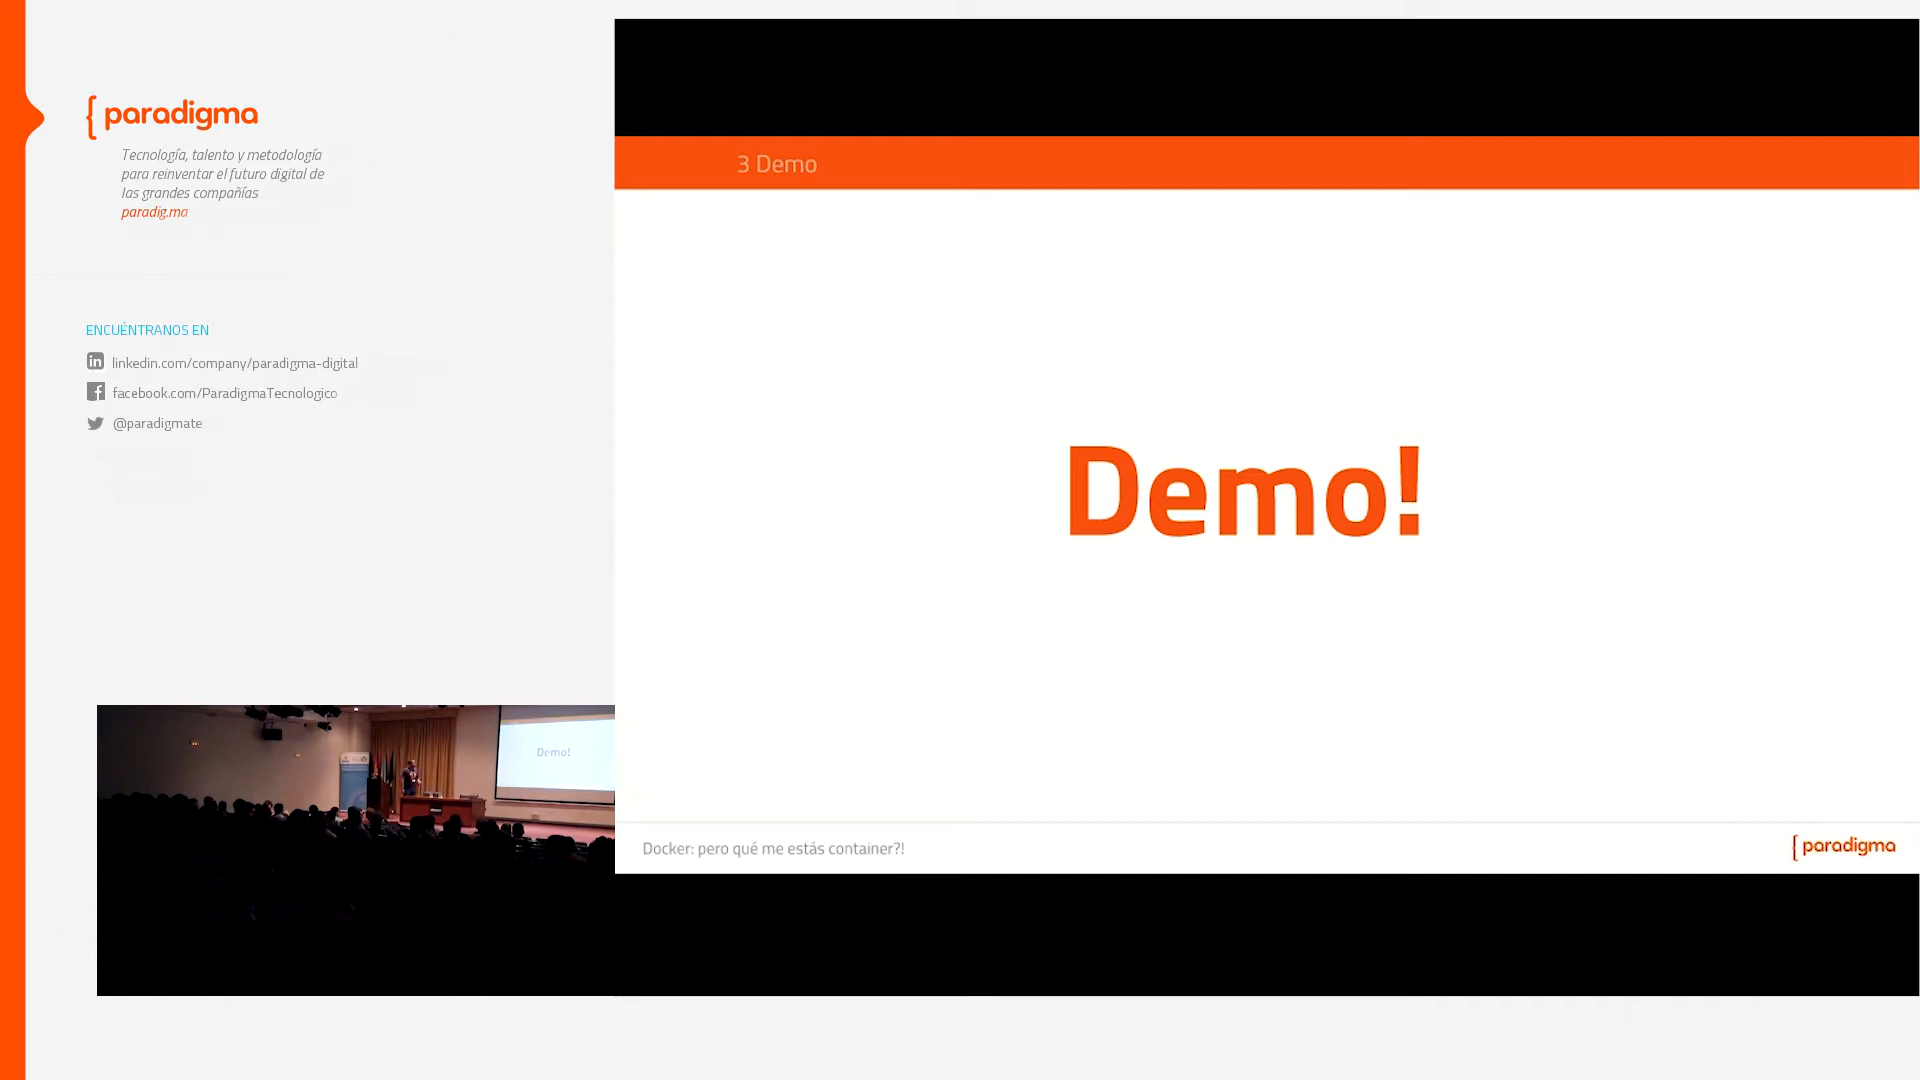 { paradigma
Tecnología, talento y metodología
para reinventar el futuro digital de
las grandes compañías
paradig.ma
ENCUÉNTRANOS EN
linkedin.com/company/paradigma-digital
facebook.com/ParadigmaTecnologico
@paradigmate
Demo!
3 Demo
Demo!
Docker: pero qué me estás container?!
{ paradigma